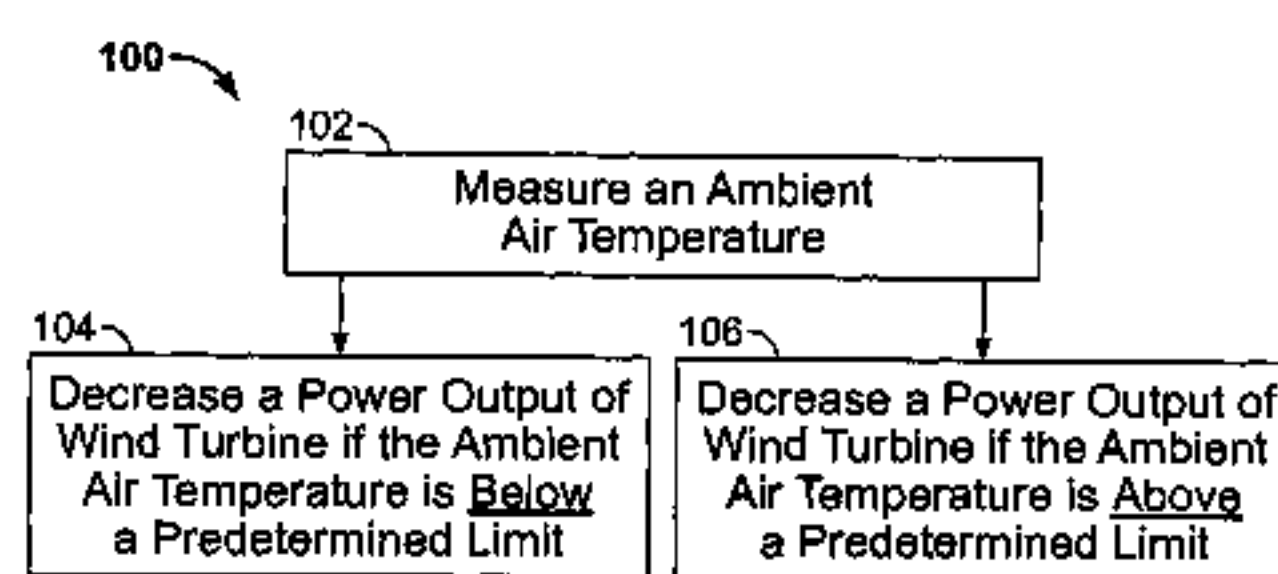 100
102
Measure an Ambient
Air Temperature
104
Decrease a Power Output of
Wind Turbine if the Ambient
Air Temperature is Below
a Predetermined Limit
106
Decrease a Power Output of
Wind Turbine if the Ambient
Air Temperature is Above
a Predetermined Limit